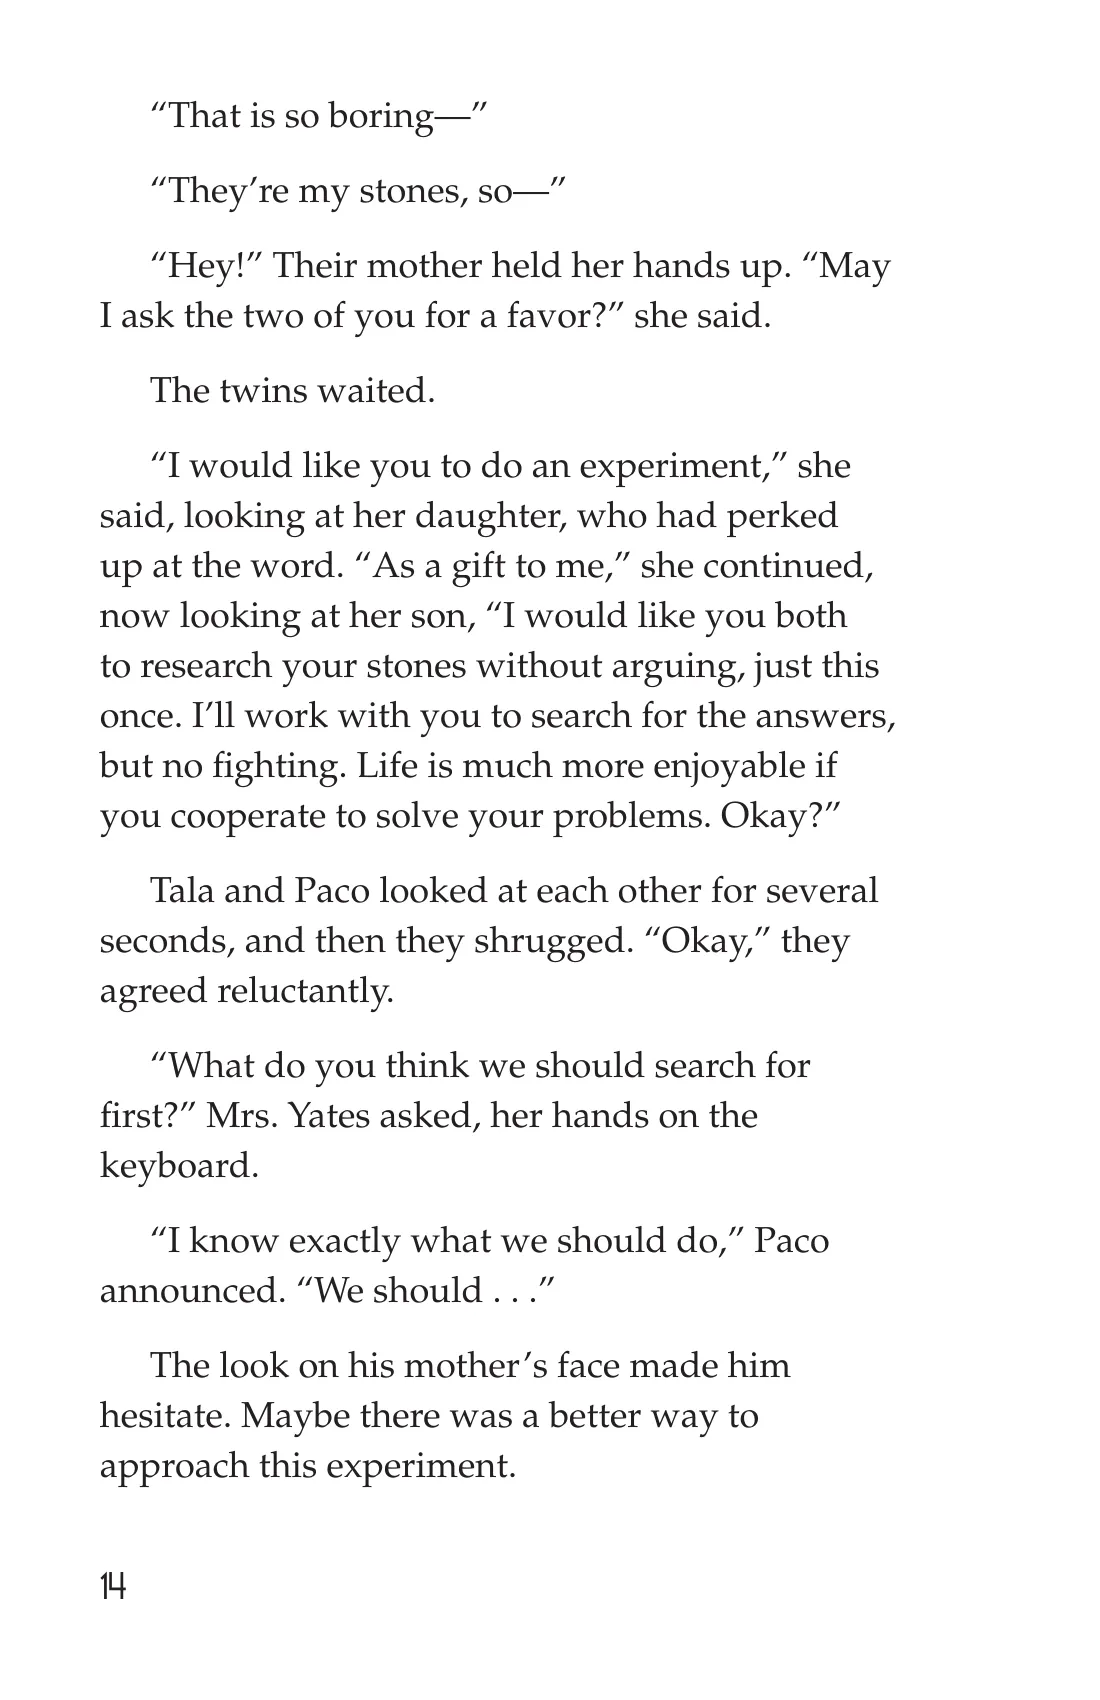 “That is so boring—”
“They’re my stones, so—”
“Hey!” Their mother held her hands up. “May
I ask the two of you for a favor?” she said.
The twins waited.
“I would like you to do an experiment,” she
said, looking at her daughter, who had perked
up at the word. “As a gift to me,” she continued,
now looking at her son, “I would like you both
to research your stones without arguing, just this
once. I’ll work with you to search for the answers,
but no fighting. Life is much more enjoyable if
you cooperate to solve your problems. Okay?”
Tala and Paco looked at each other for several
seconds, and then they shrugged. “Okay,” they
agreed reluctantly.
“What do you think we should search for
first?” Mrs. Yates asked, her hands on the
keyboard.
“I know exactly what we should do,” Paco
announced. “We should . . .”
The look on his mother’s face made him
hesitate. Maybe there was a better way to
approach this experiment.
14